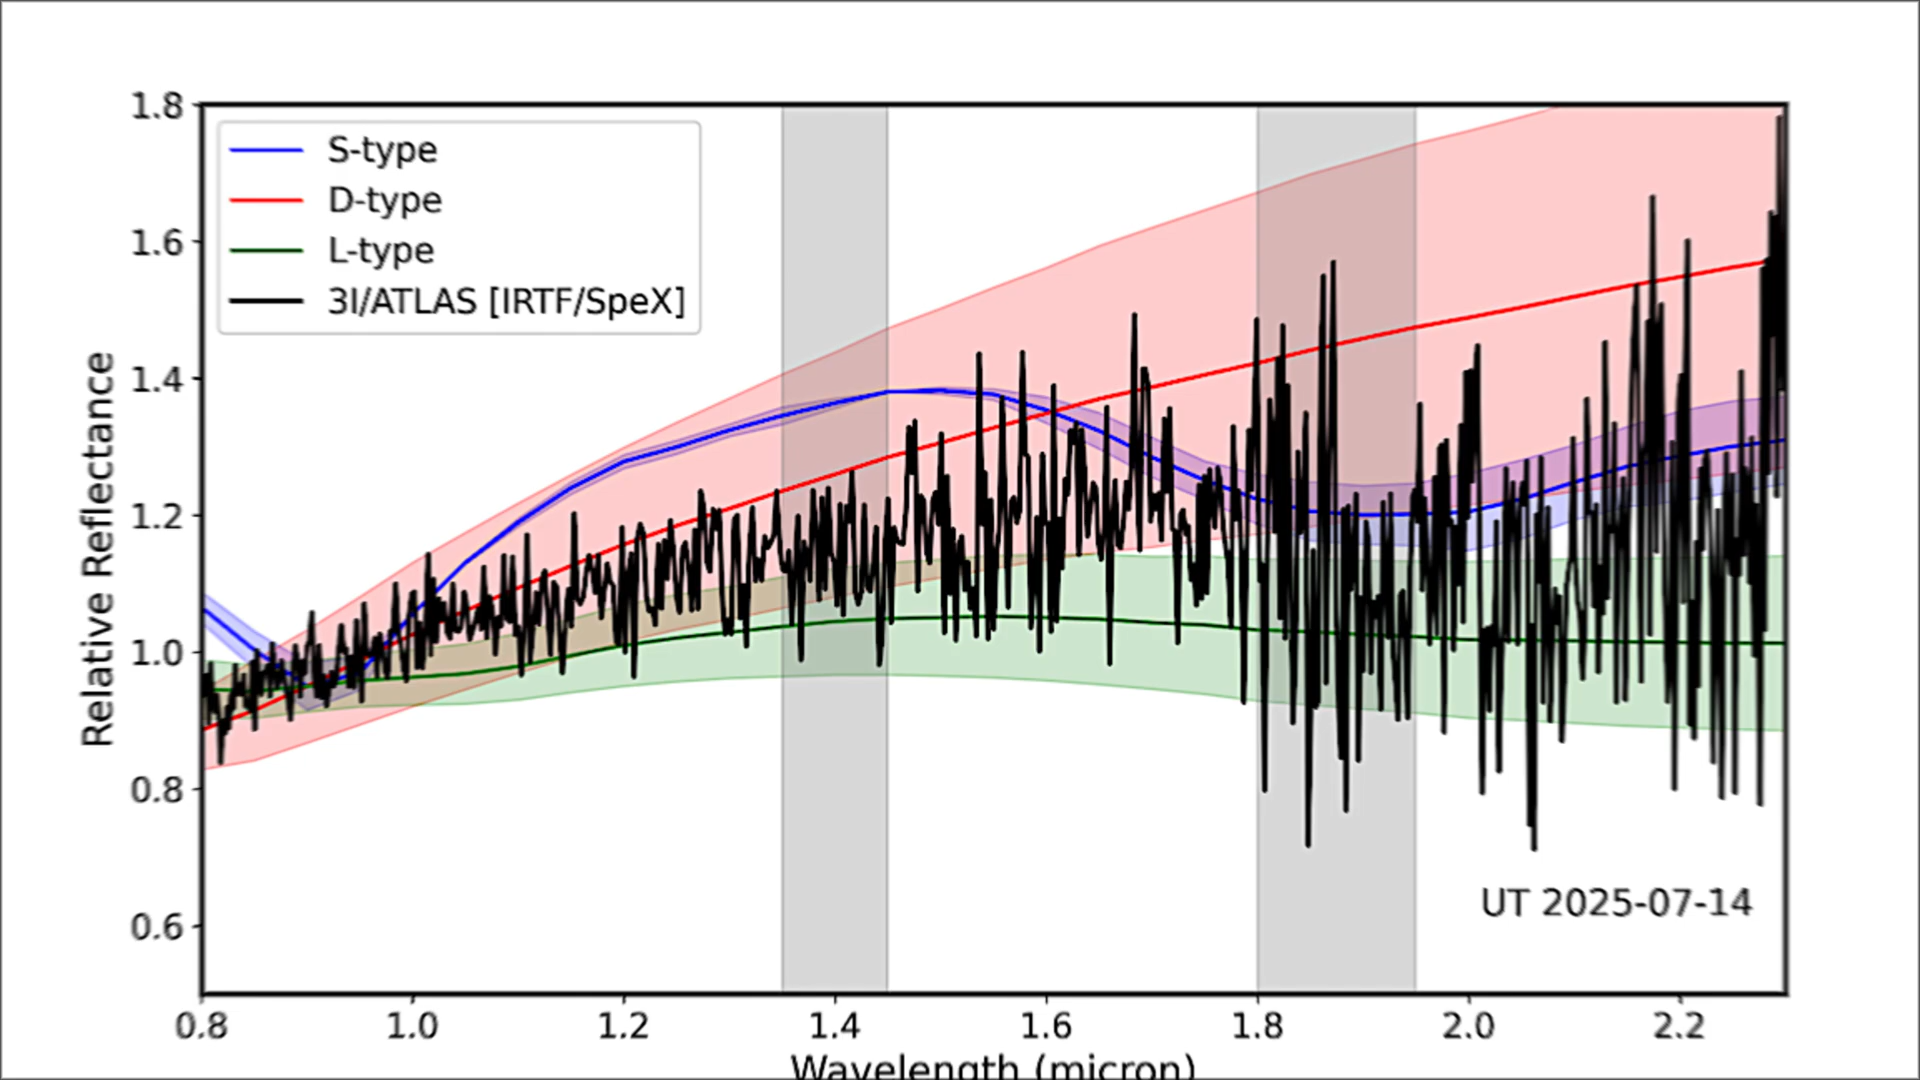 1.8
S-type
D-type
L-type
3I/ATLAS [IRTF/SpeX]
1.6
1.4
1.2
1.0
0.8
0.6
Relative Reflectance
UT 2025-07-14
0.8 1.0 1.2 1.4 1.6 1.8 2.0 2.2
Wavelength (micron)